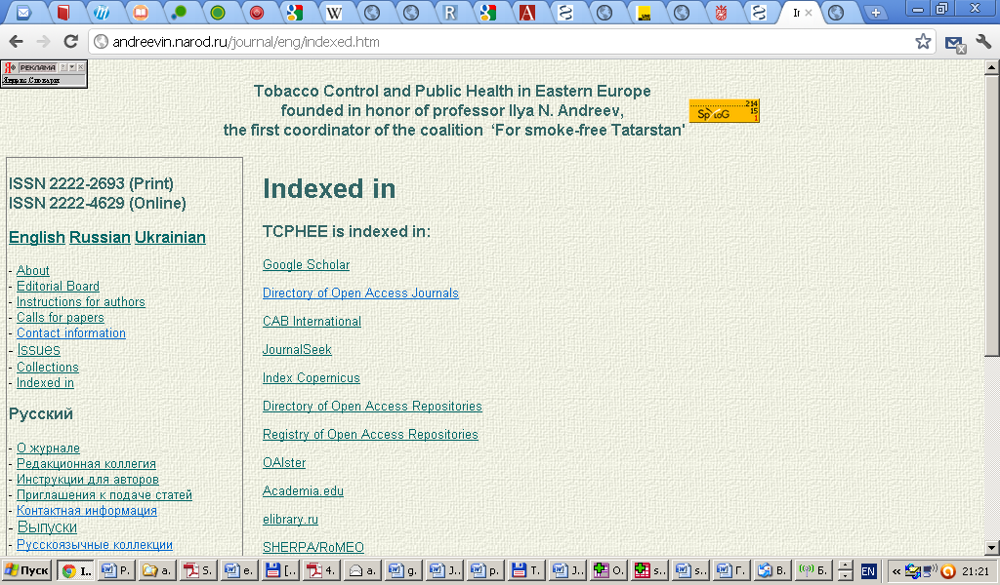 andreevin.narod.ru/journal/eng/indexed.htm
РЕКЛАМА
Яндекс.Словари
Tobacco Control and Public Health in Eastern Europe
founded in honor of professor Ilya N. Andreev,
the first coordinator of the coalition ‘For smoke-free Tatarstan'
SpyLOG
214
15
1
ISSN 2222-2693 (Print)
ISSN 2222-4629 (Online)
English Russian Ukrainian
- About
- Editorial Board
- Instructions for authors
- Calls for papers
- Contact information
- Issues
- Collections
- Indexed in
Русский
- О журнале
- Редакционная коллегия
- Инструкции для авторов
- Приглашения к подаче статей
- Контактная информация
- Выпуски
- Русскоязычные коллекции
Indexed in
TCPHEE is indexed in:
Google Scholar
Directory of Open Access Journals
CAB International
JournalSeek
Index Copernicus
Directory of Open Access Repositories
Registry of Open Access Repositories
OAIster
Academia.edu
elibrary.ru
SHERPA/RoMEO
Пуск I.. P. a. S. e. [.. 4. a. g. J.. p. T. J.. O. s.. s.. Г. В. Б. EN « 21:21